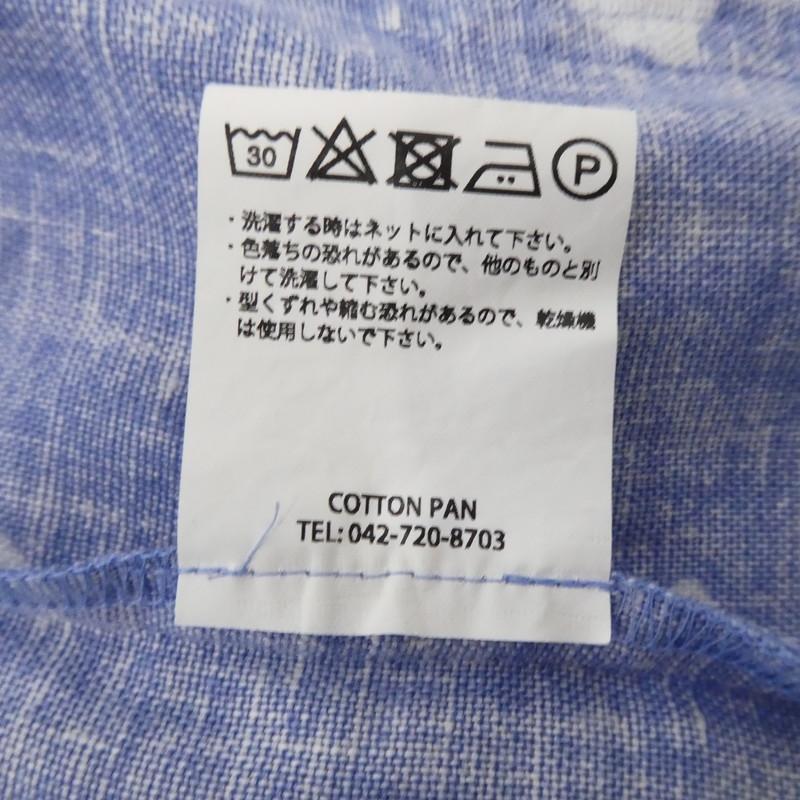 30
P
・洗濯する時はネットに入れて下さい。
・色落ちの恐れがあるので、他のものと別
けて洗濯して下さい。
・型くずれや縮む恐れがあるので、乾燥機
は使用しないで下さい。
COTTON PAN
TEL: 042-720-8703